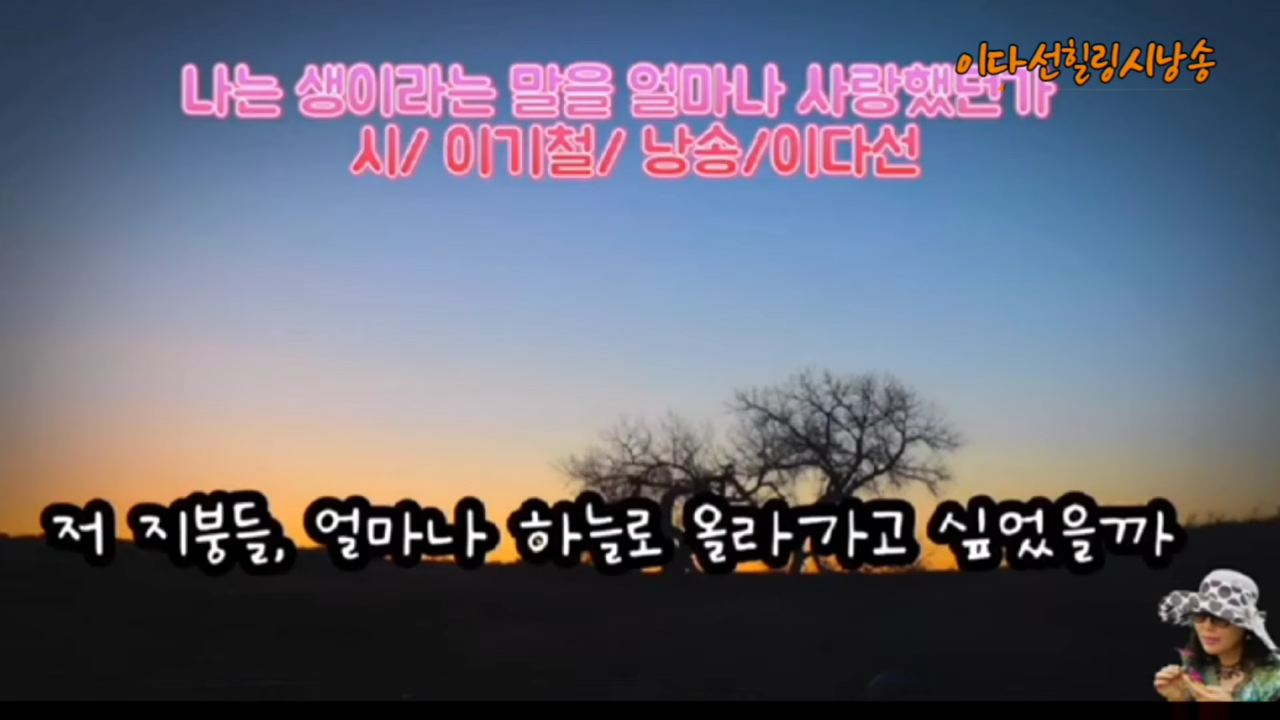 이다선힐링시낭송
나는 생이라는 말을 얼마나 사랑했던가
시/ 이기철/ 낭송/이다선
저 지붕들, 얼마나 하늘로 올라가고 싶었을까